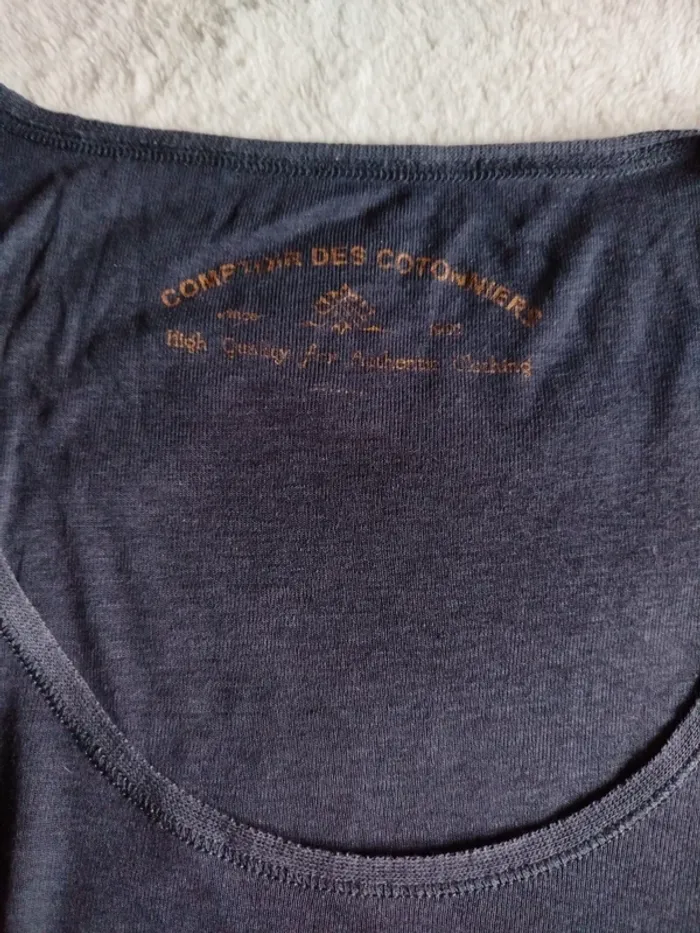 COMPTOIR DES COTONNIERS
High Quality for Authentic Clothing